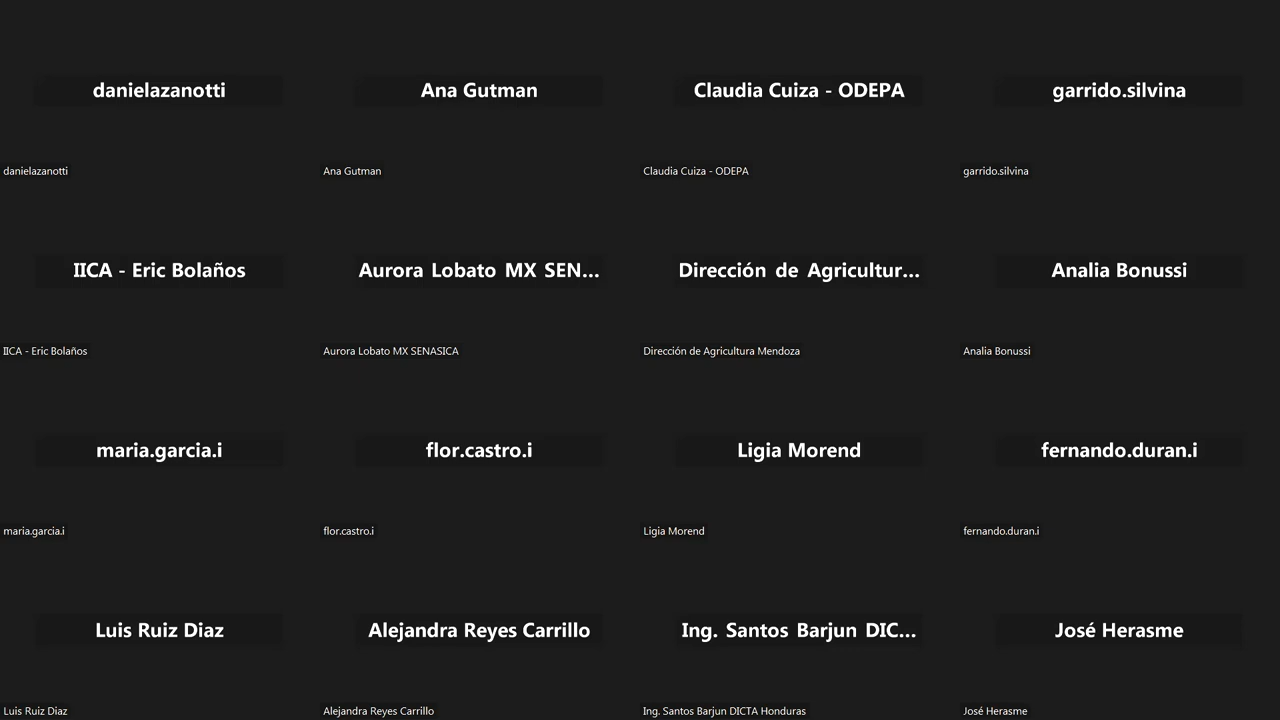 danielazanotti
Ana Gutman
Claudia Cuiza - ODEPA
garrido.silvina
danielazanotti
Ana Gutman
Claudia Cuiza - ODEPA
garrido.silvina
IICA - Eric Bolaños
Aurora Lobato MX SEN...
Dirección de Agricultur...
Analia Bonussi
IICA - Eric Bolaños
Aurora Lobato MX SENASICA
Dirección de Agricultura Mendoza
Analia Bonussi
maria.garcia.i
flor.castro.i
Ligia Morend
fernando.duran.i
maria.garcia.i
flor.castro.i
Ligia Morend
fernando.duran.i
Luis Ruiz Diaz
Alejandra Reyes Carrillo
Ing. Santos Barjun DIC...
José Herasme
Luis Ruiz Diaz
Alejandra Reyes Carrillo
Ing. Santos Barjun DICTA Honduras
José Herasme